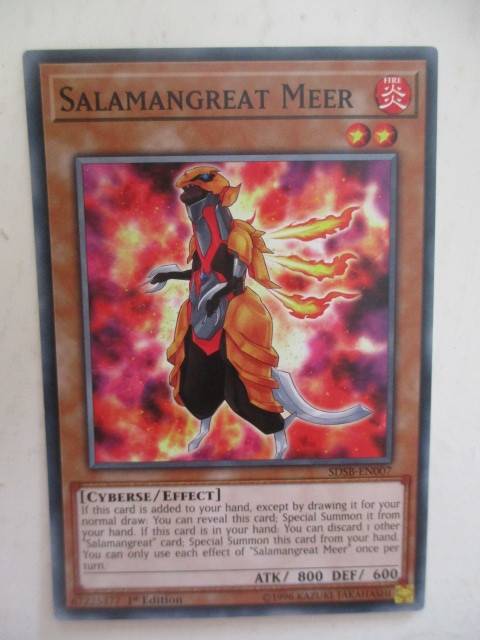 SALAMANGREAT MEER
FIRE
炎
SDSB-EN007
[CYBERSE/EFFECT]
If this card is added to your hand, except by drawing it for your
normal draw: You can reveal this card; Special Summon it from
your hand. If this card is in your hand: You can discard 1 other
"Salamangreat" card; Special Summon this card from your hand.
You can only use each effect of "Salamangreat Meer" once per
turn.
ATK/ 800 DEF/ 600
1st Edition
©1996 KAZUKI TAKAHASHI